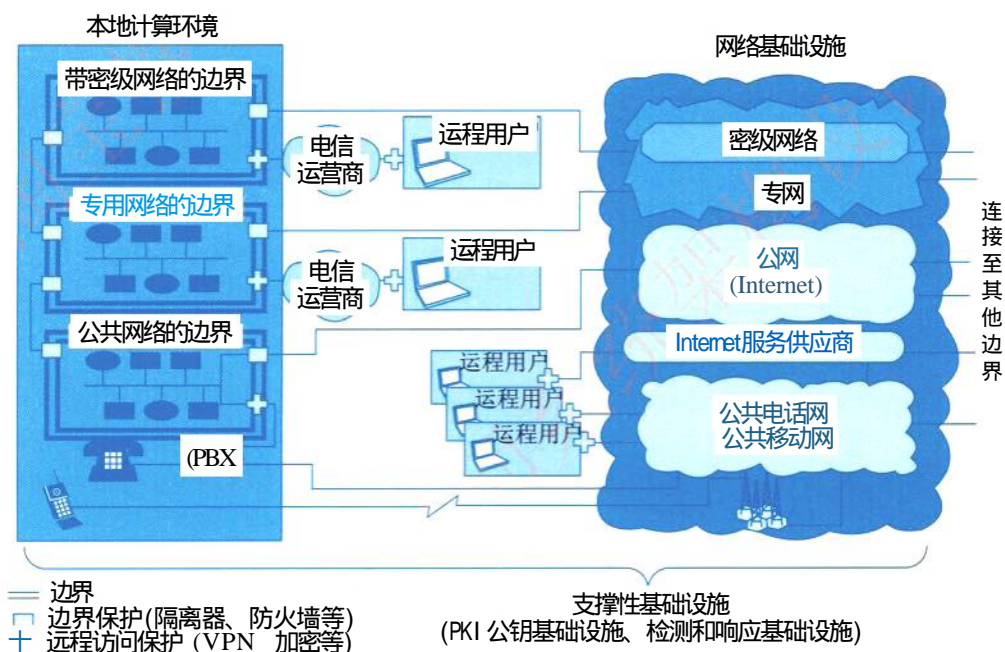 本地计算环境
网络基础设施
带密级网络的边界
电信
运营商
运程用户
密级网络
专网
专用网络的边界
电信
运营商
运程用户
公网
(Internet)
连接至其他边界
公共网络的边界
Internet服务供应商
运程用户
运程用户
运程用户
公共电话网
公共移动网
(PBX
边界
边界保护(隔离器、防火墙等)
远程访问保护 (VPN 加密等)
支撑性基础设施
(PKI 公钥基础设施、检测和响应基础设施)